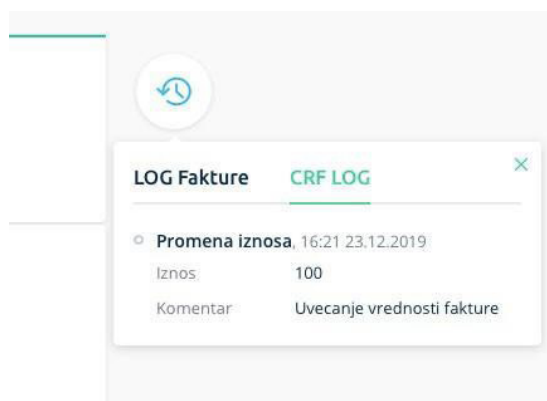 LOG Fakture CRF LOG
Promena iznosa, 16:21 23.12.2019
Iznos 100
Komentar Uvecanje vrednosti fakture